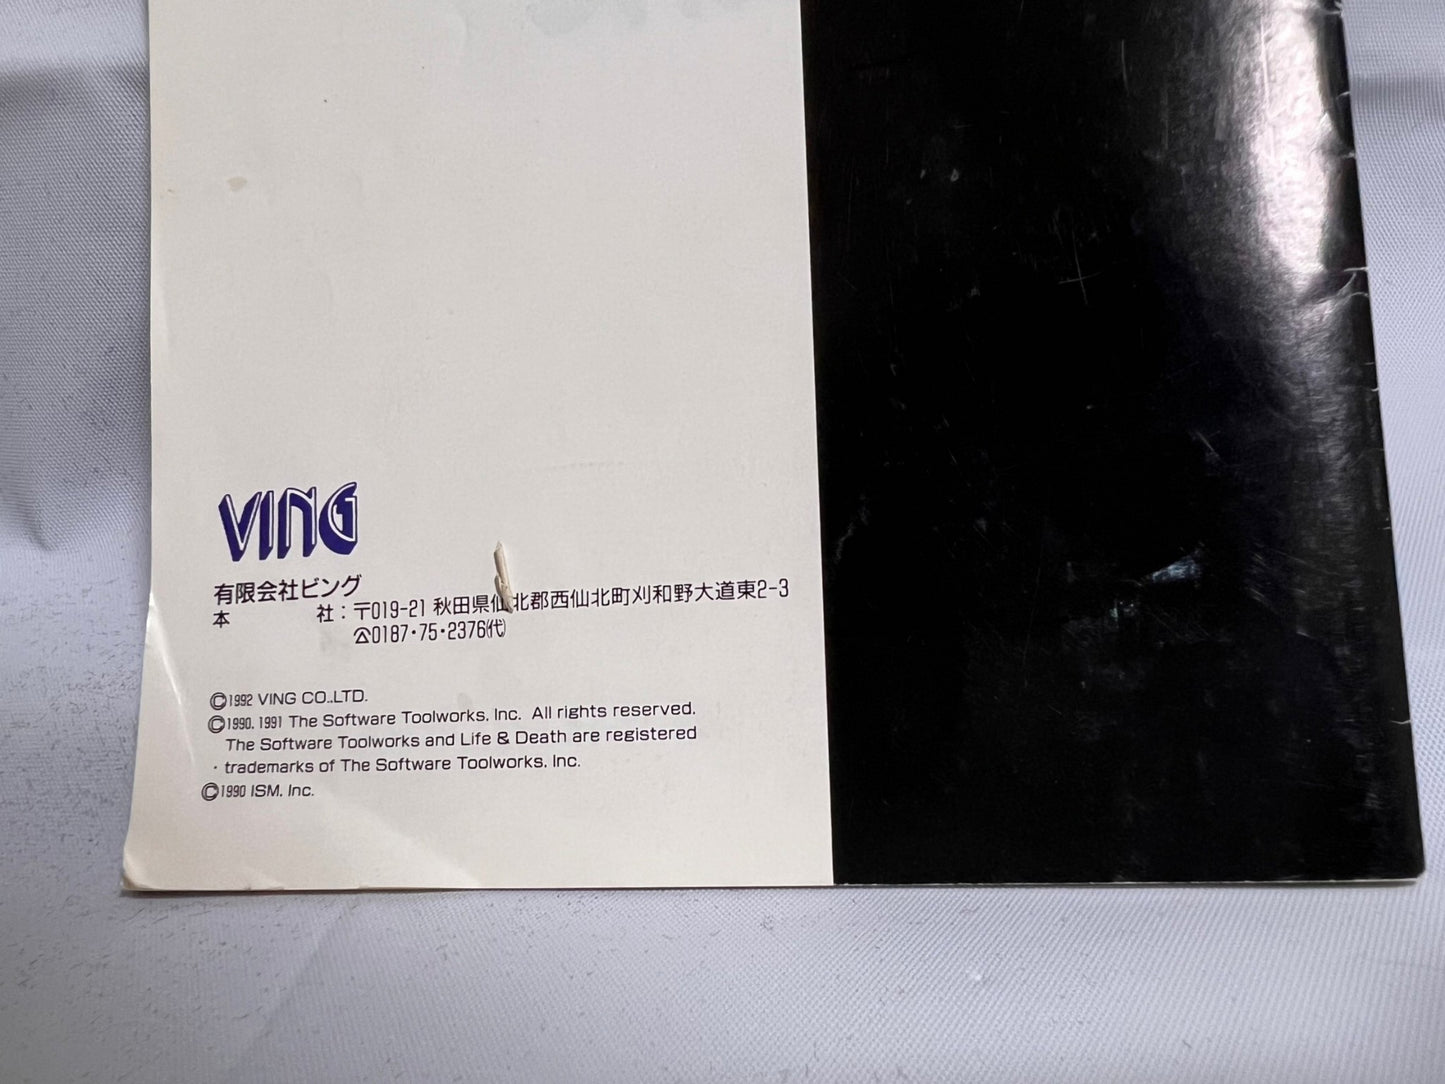 VING
有限会社ビング
本　　　社：〒019-21 秋田県仙北郡西仙北町刈和野大道東2-3
☎0187・75・2376㈹
©1992 VING CO.,LTD.
©1990, 1991 The Software Toolworks, Inc. All rights reserved.
The Software Toolworks and Life & Death are registered
trademarks of The Software Toolworks, Inc.
©1990 ISM, Inc.